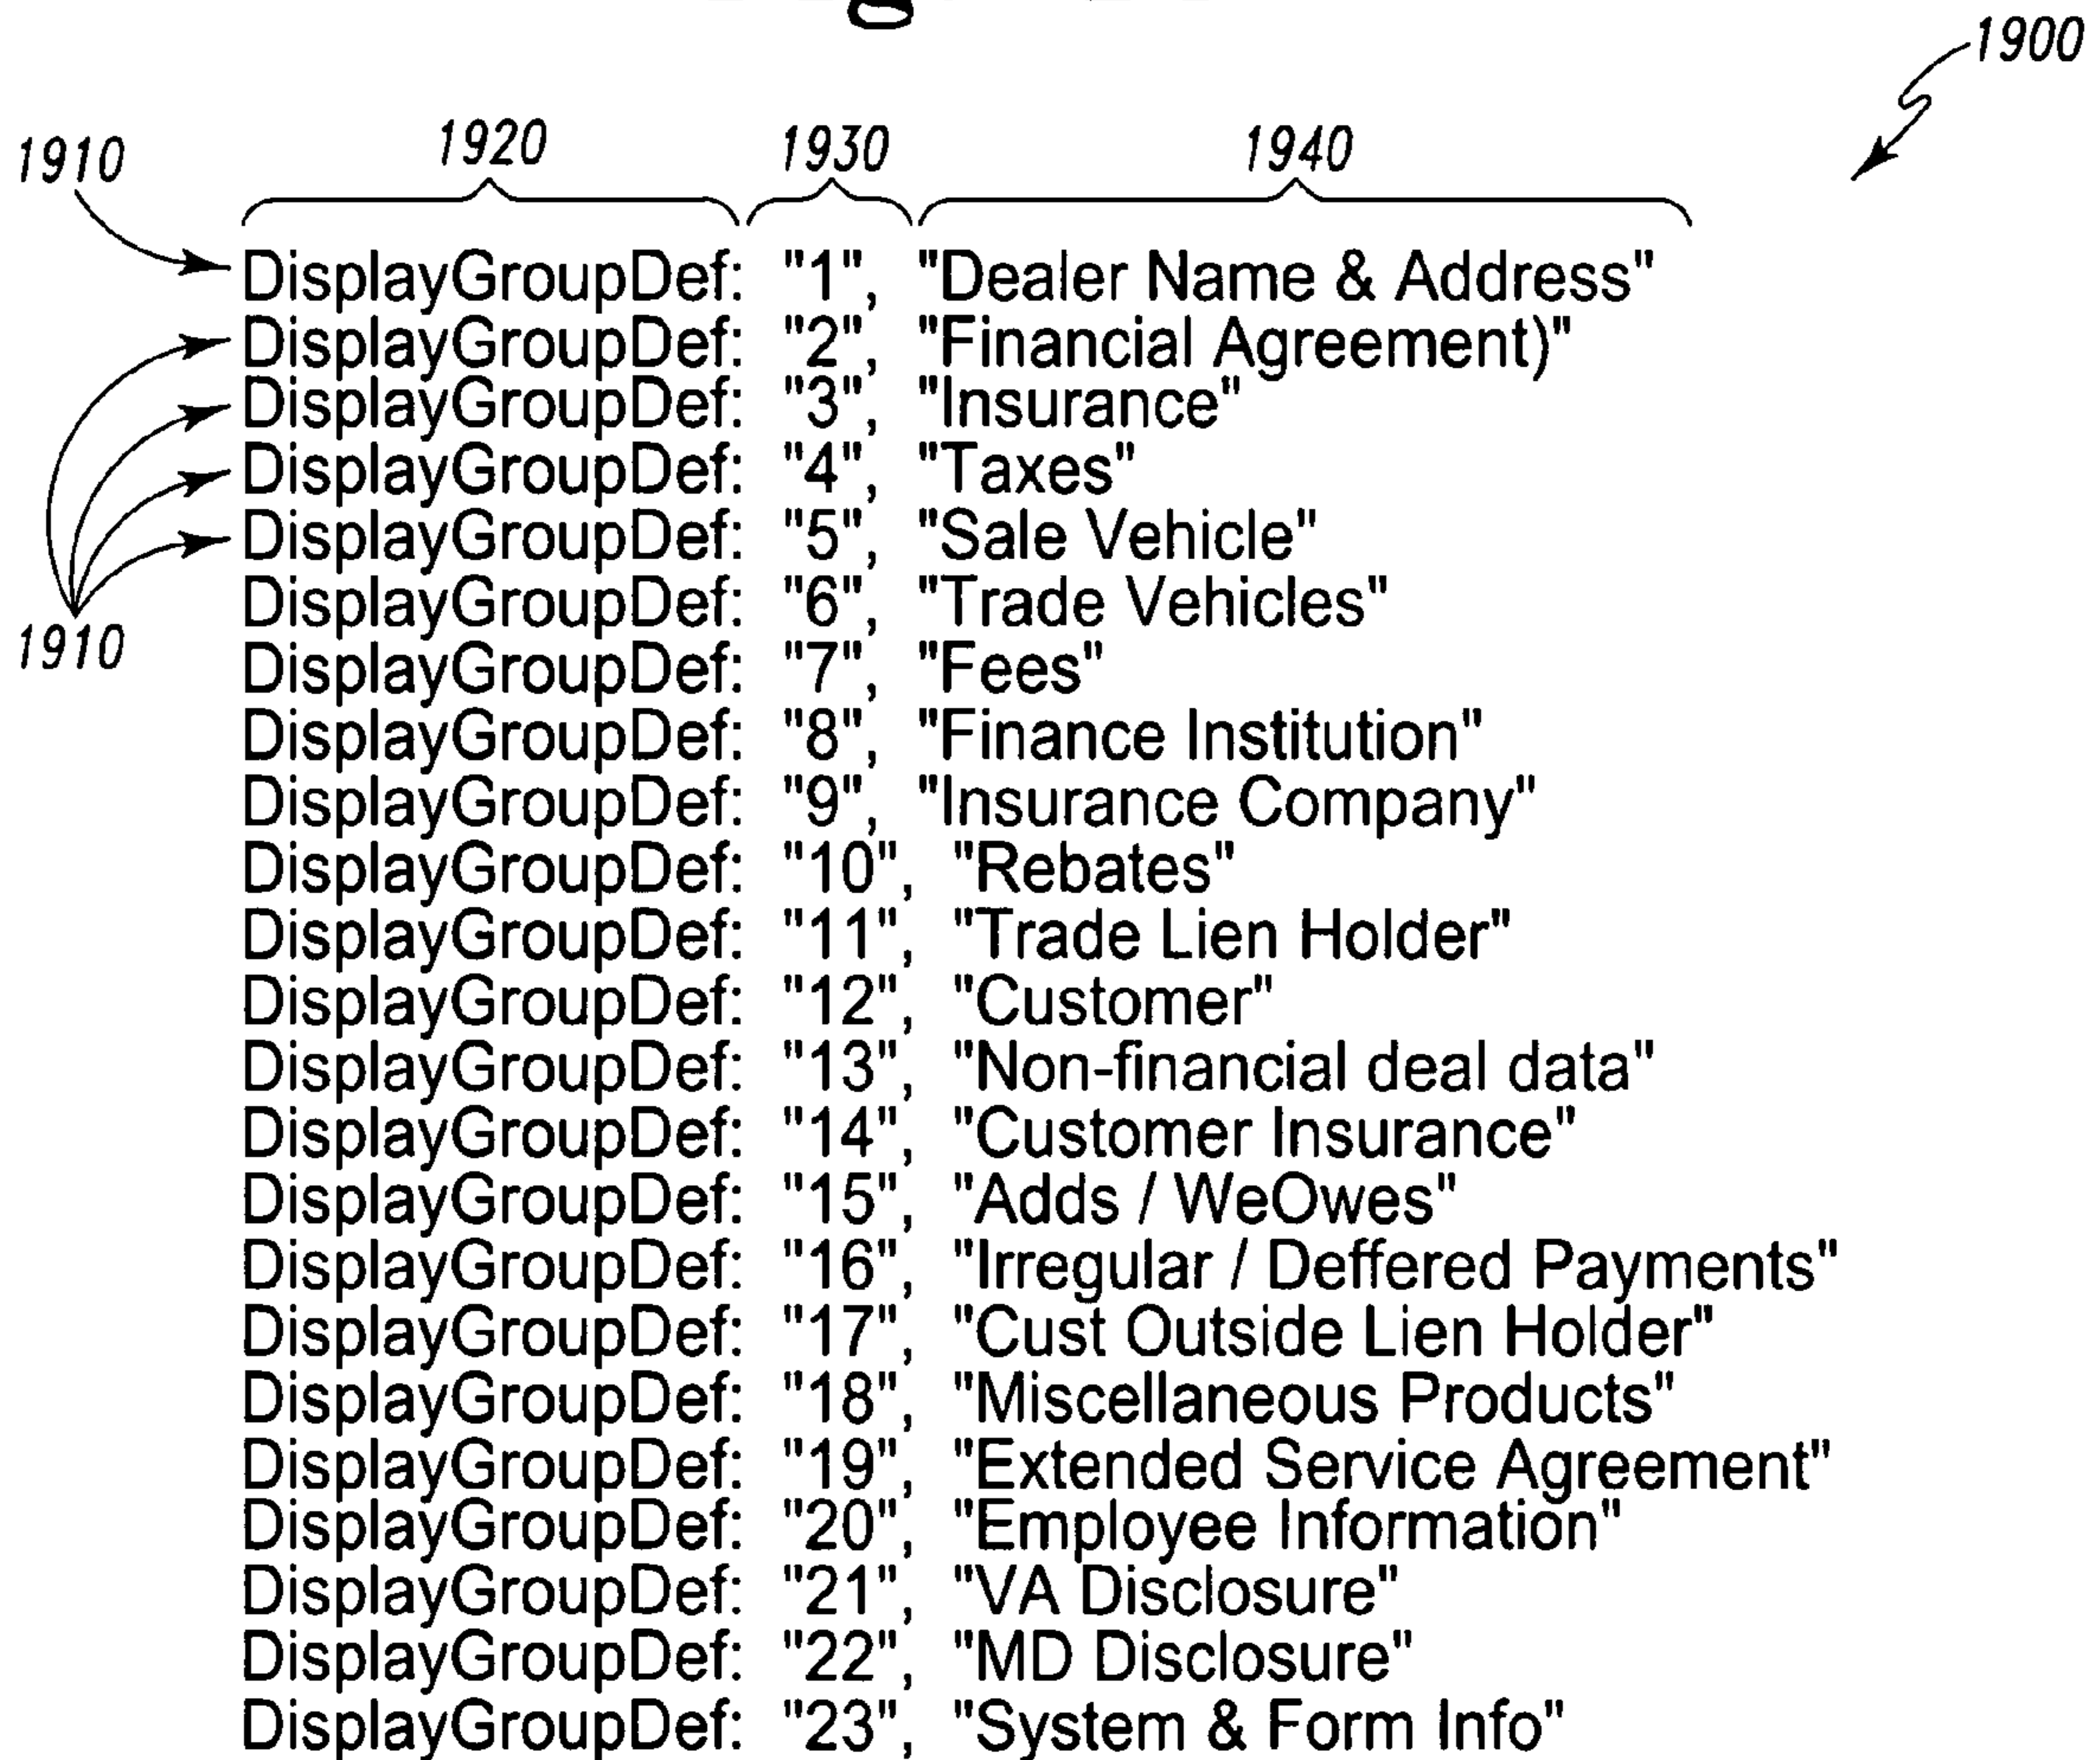 1900
1910 1920 1930 1940
DisplayGroupDef: "1", "Dealer Name & Address"
DisplayGroupDef: "2", "Financial Agreement)"
DisplayGroupDef: "3", "Insurance"
DisplayGroupDef: "4", "Taxes"
DisplayGroupDef: "5", "Sale Vehicle"
DisplayGroupDef: "6", "Trade Vehicles"
1910
DisplayGroupDef: "7", "Fees"
DisplayGroupDef: "8", "Finance Institution"
DisplayGroupDef: "9", "Insurance Company"
DisplayGroupDef: "10", "Rebates"
DisplayGroupDef: "11", "Trade Lien Holder"
DisplayGroupDef: "12", "Customer"
DisplayGroupDef: "13", "Non-financial deal data"
DisplayGroupDef: "14", "Customer Insurance"
DisplayGroupDef: "15", "Adds / WeOwes"
DisplayGroupDef: "16", "Irregular / Deffered Payments"
DisplayGroupDef: "17", "Cust Outside Lien Holder"
DisplayGroupDef: "18", "Miscellaneous Products"
DisplayGroupDef: "19", "Extended Service Agreement"
DisplayGroupDef: "20", "Employee Information"
DisplayGroupDef: "21", "VA Disclosure"
DisplayGroupDef: "22", "MD Disclosure"
DisplayGroupDef: "23", "System & Form Info"